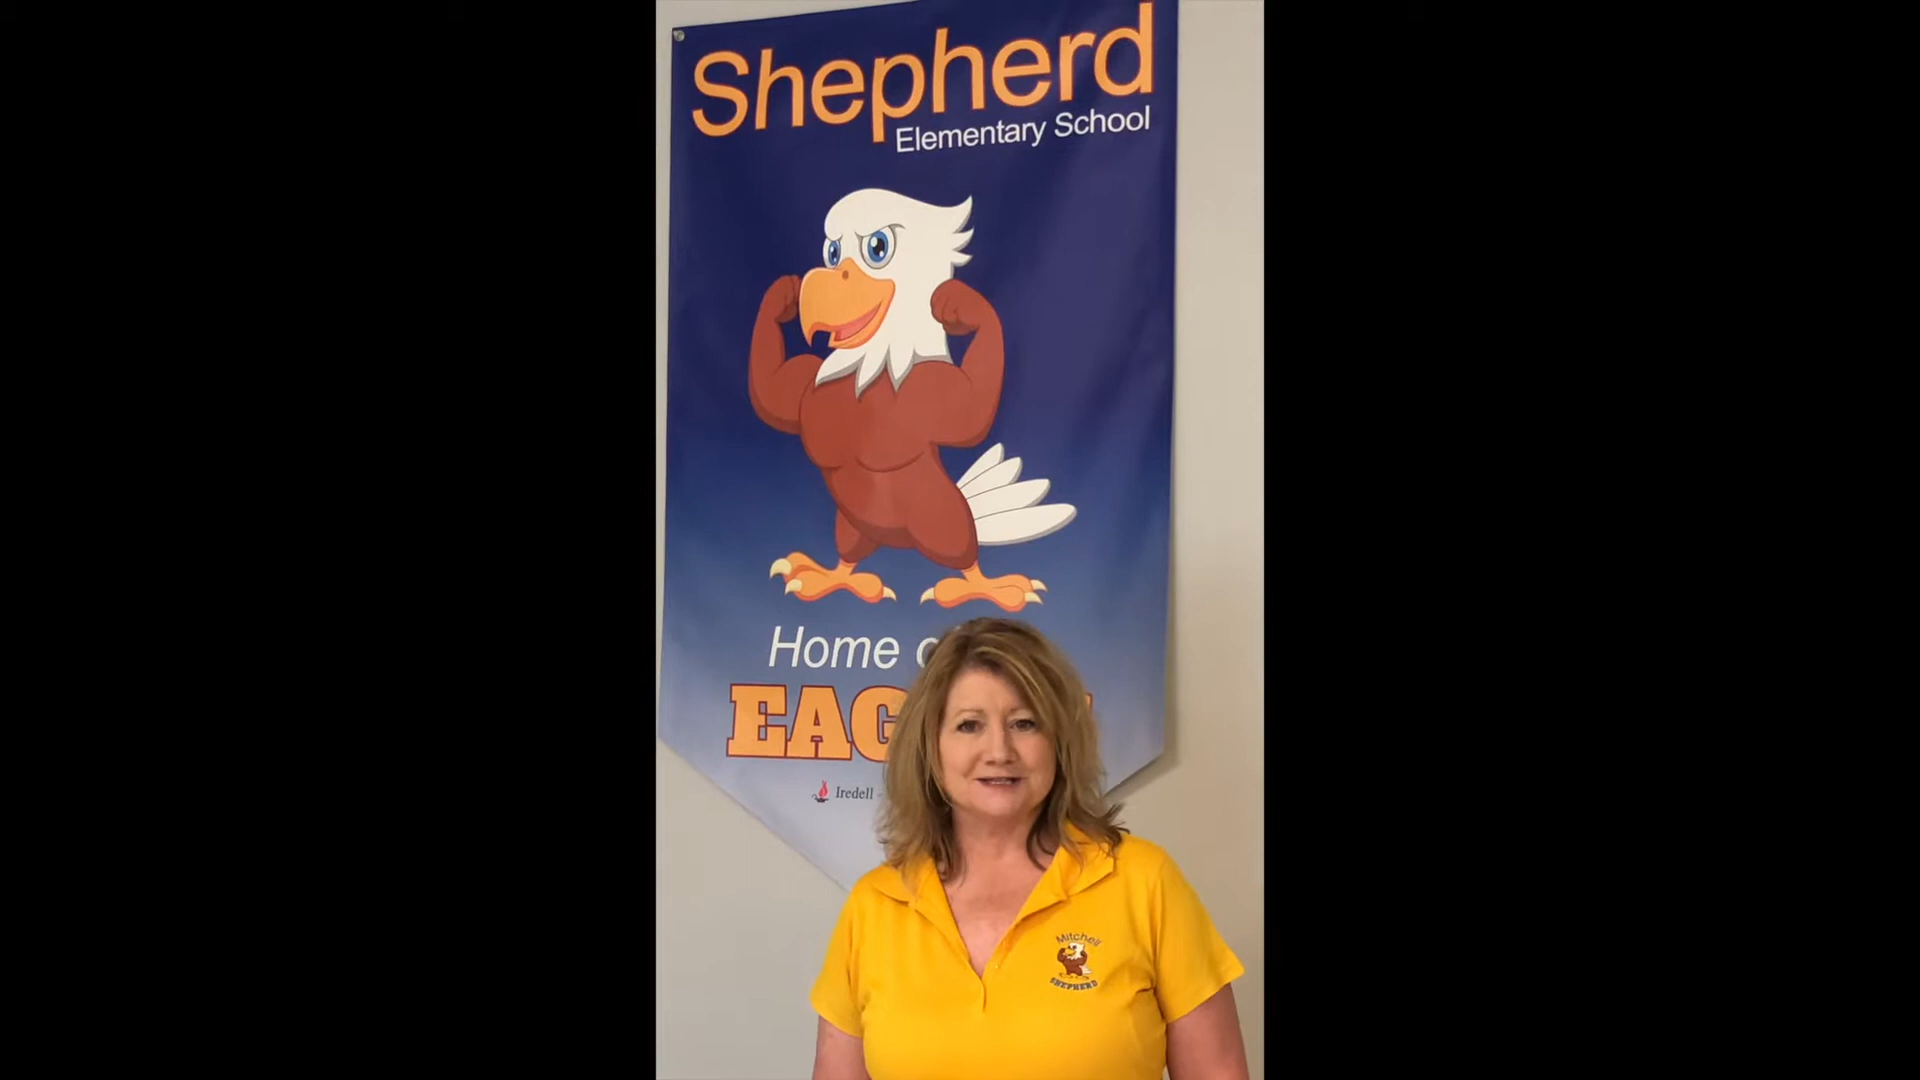 Shepherd
Elementary School
Home
EAG
Iredell -
Mitchell
SHEPHERD